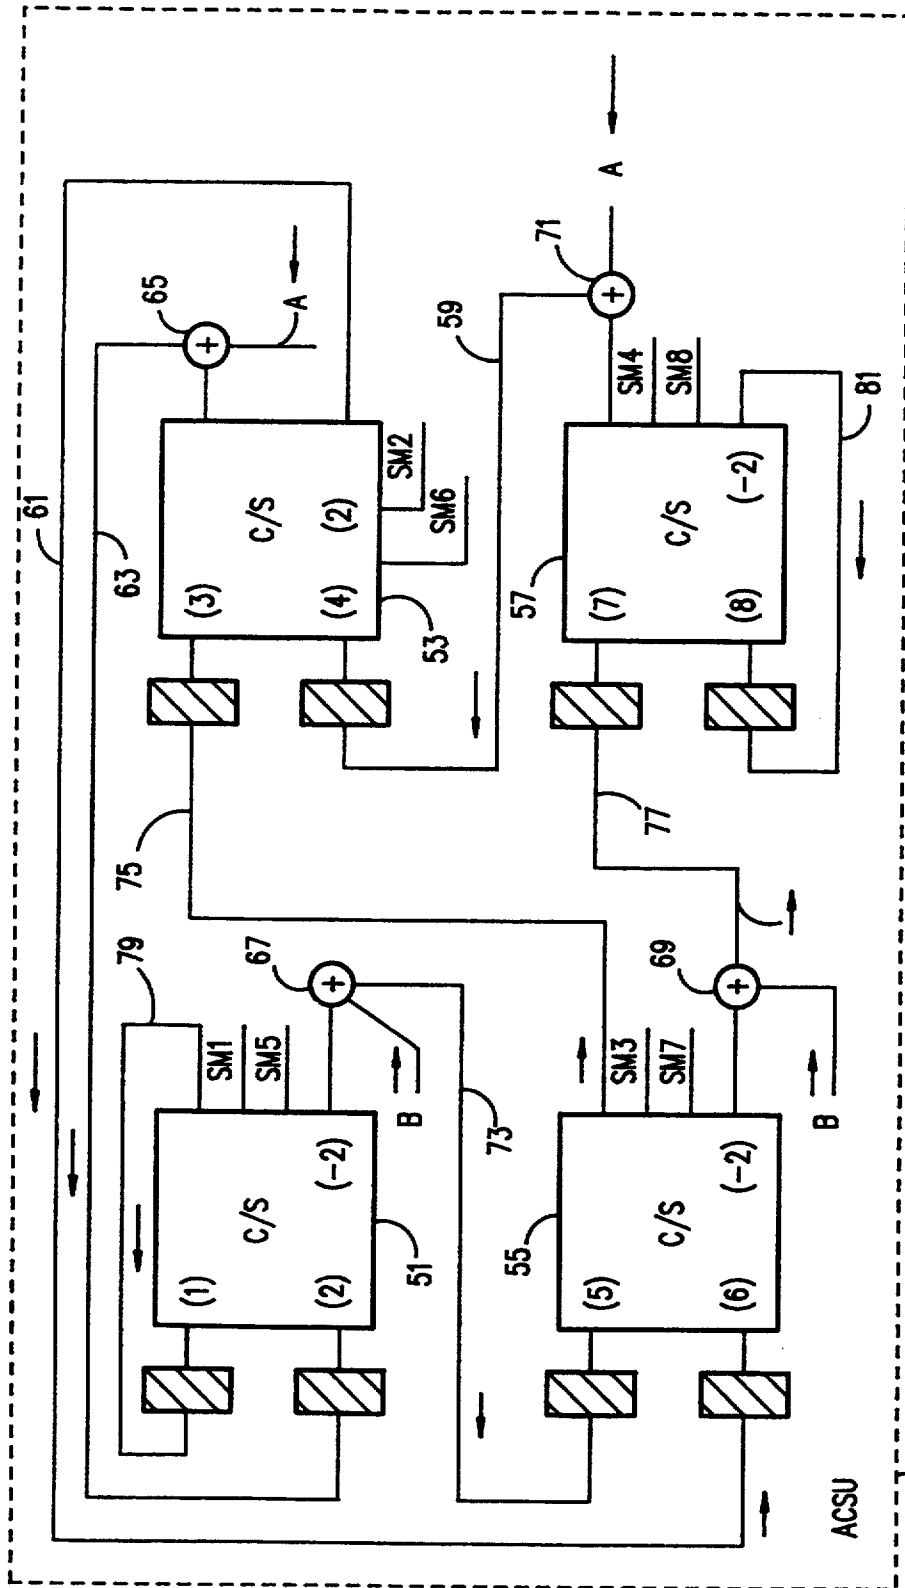 61
63
65
A
(3)
C/S
(4)
(2)
53
SM2
SM6
75
79
(1)
C/S
(2)
(-2)
51
SM1
SM5
67
B
73
59
71
A
57
(7)
C/S
(8)
(-2)
SM4
SM8
81
77
55
(5)
C/S
(6)
(-2)
SM3
SM7
69
B
ACSU